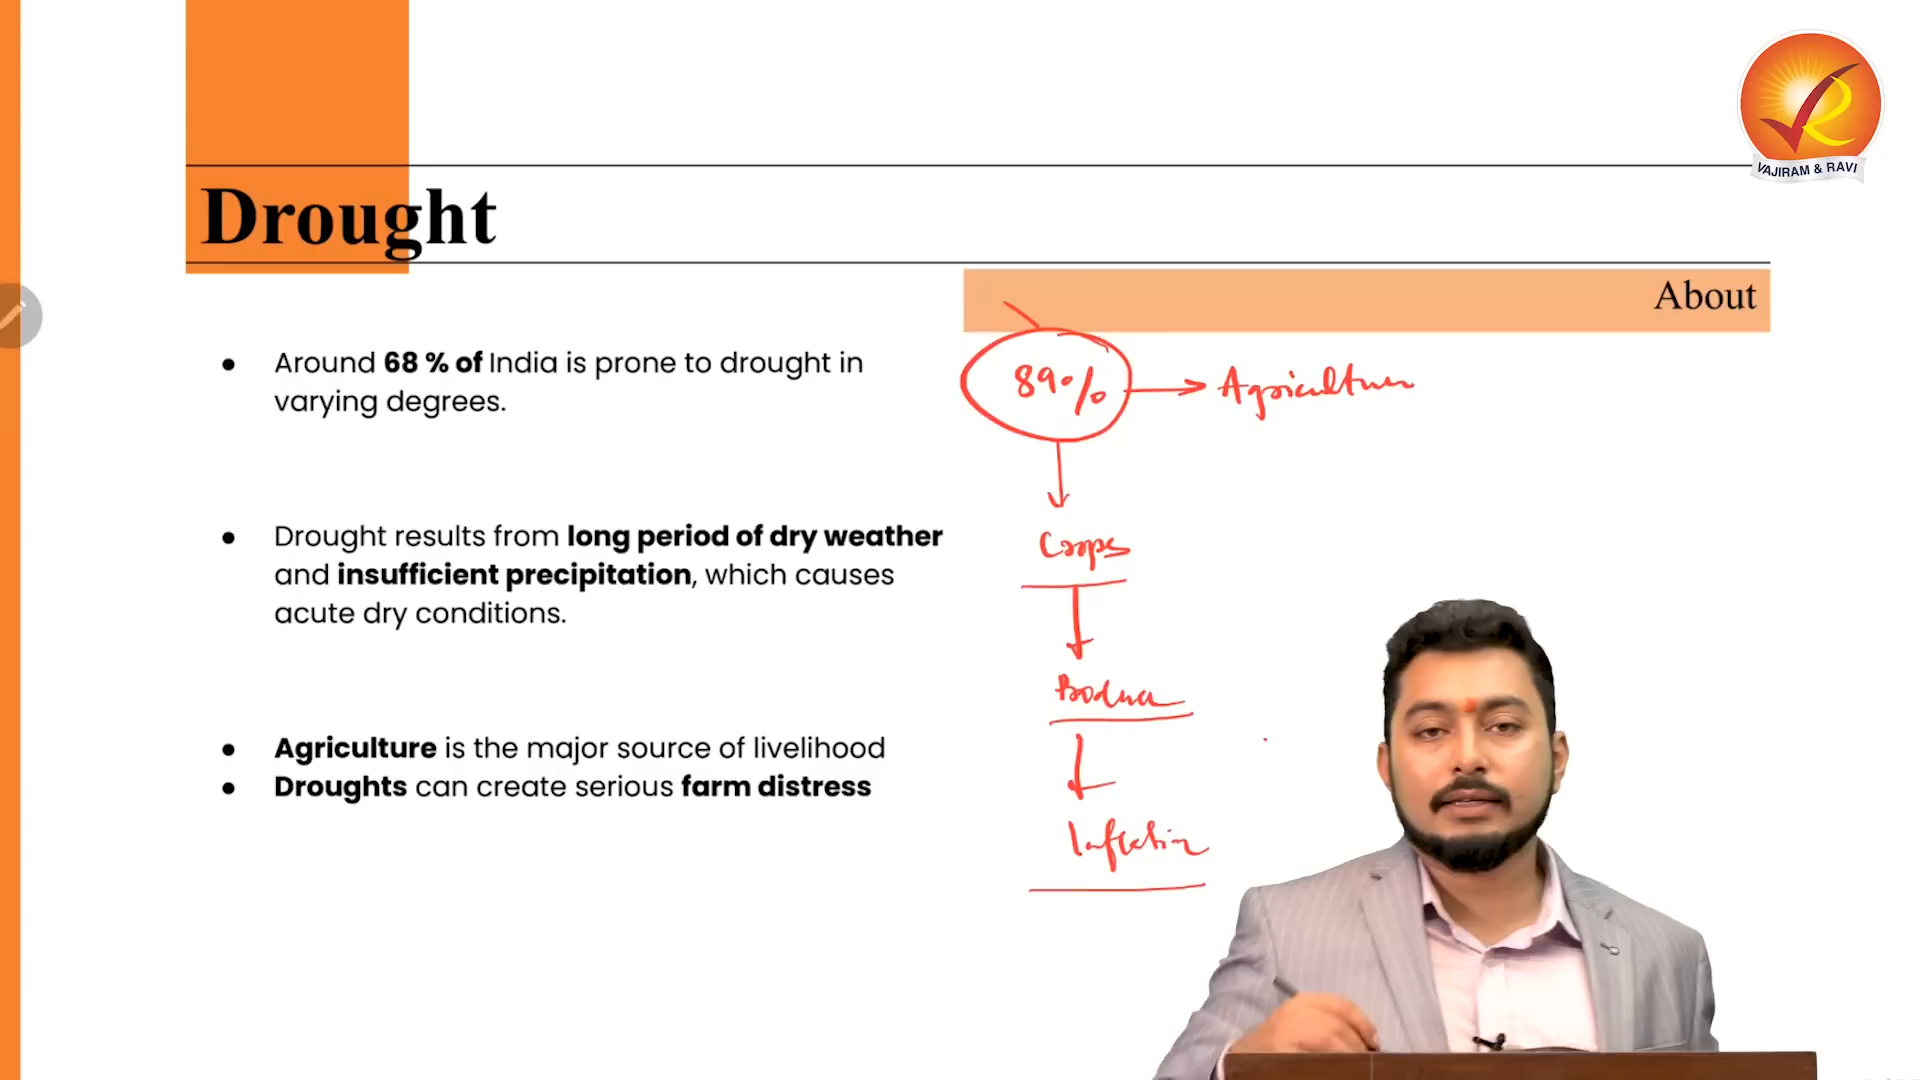 VAJIRAM & RAVI
Drought
About
● Around 68 % of India is prone to drought in
varying degrees.
● Drought results from long period of dry weather
and insufficient precipitation, which causes
acute dry conditions.
● Agriculture is the major source of livelihood
● Droughts can create serious farm distress
89% → Agriculture
Crops
Inflation